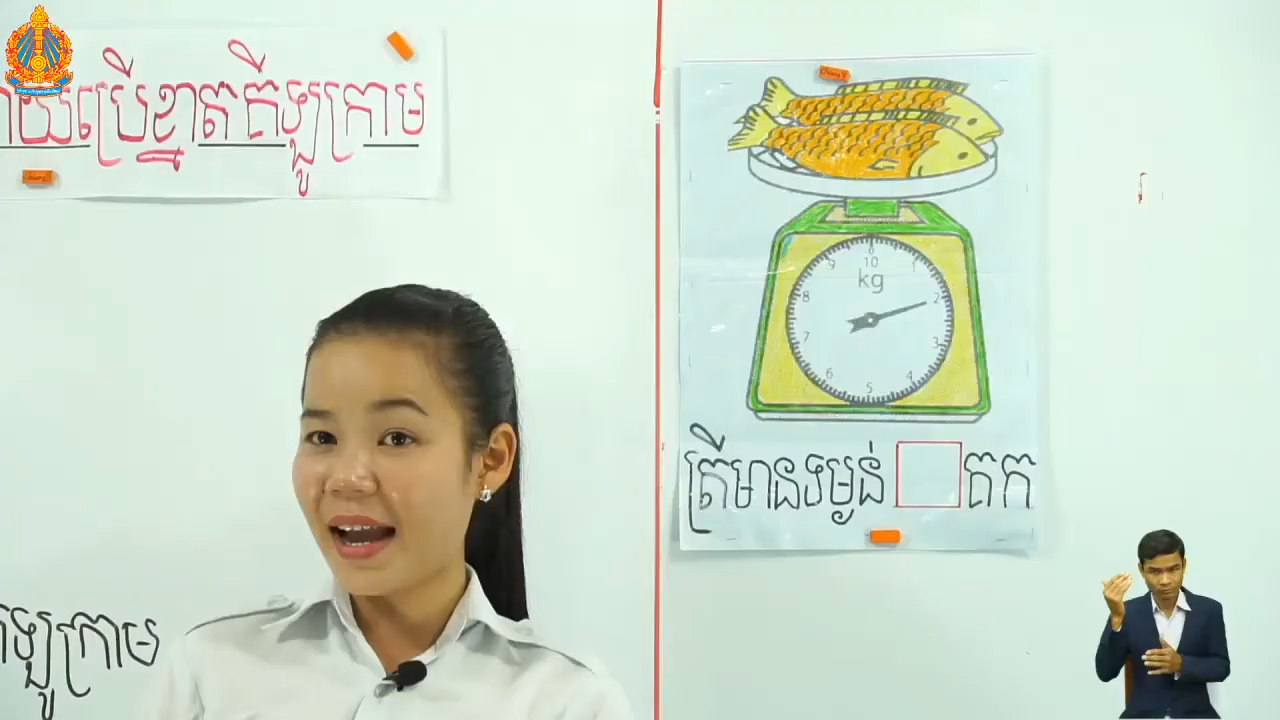 ប្រើខ្នាតគីឡូក្រាម
ឡូក្រាម
10
9 1
kg
8 2
7 3
6 4
5
ត្រីមានទម្ងន់ គក